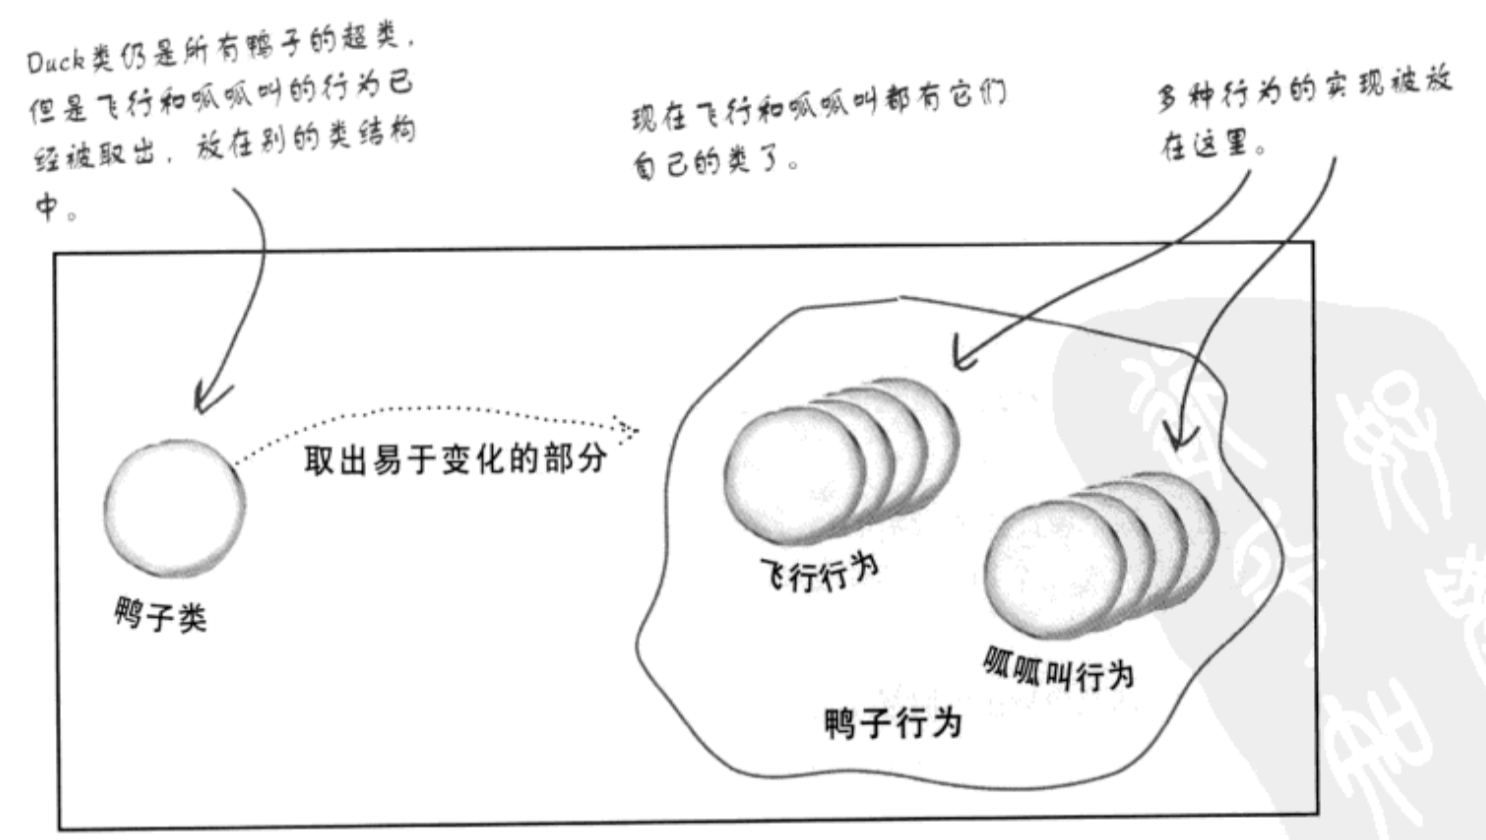 Duck类仍是所有鸭子的超类，
但是飞行和呱呱叫的行为已
经被取出，放在别的类结构
中。
现在飞行和呱呱叫都有它们
自己的类了。
多种行为的实现被放
在这里。
取出易于变化的部分
鸭子类
飞行行为
呱呱叫行为
鸭子行为